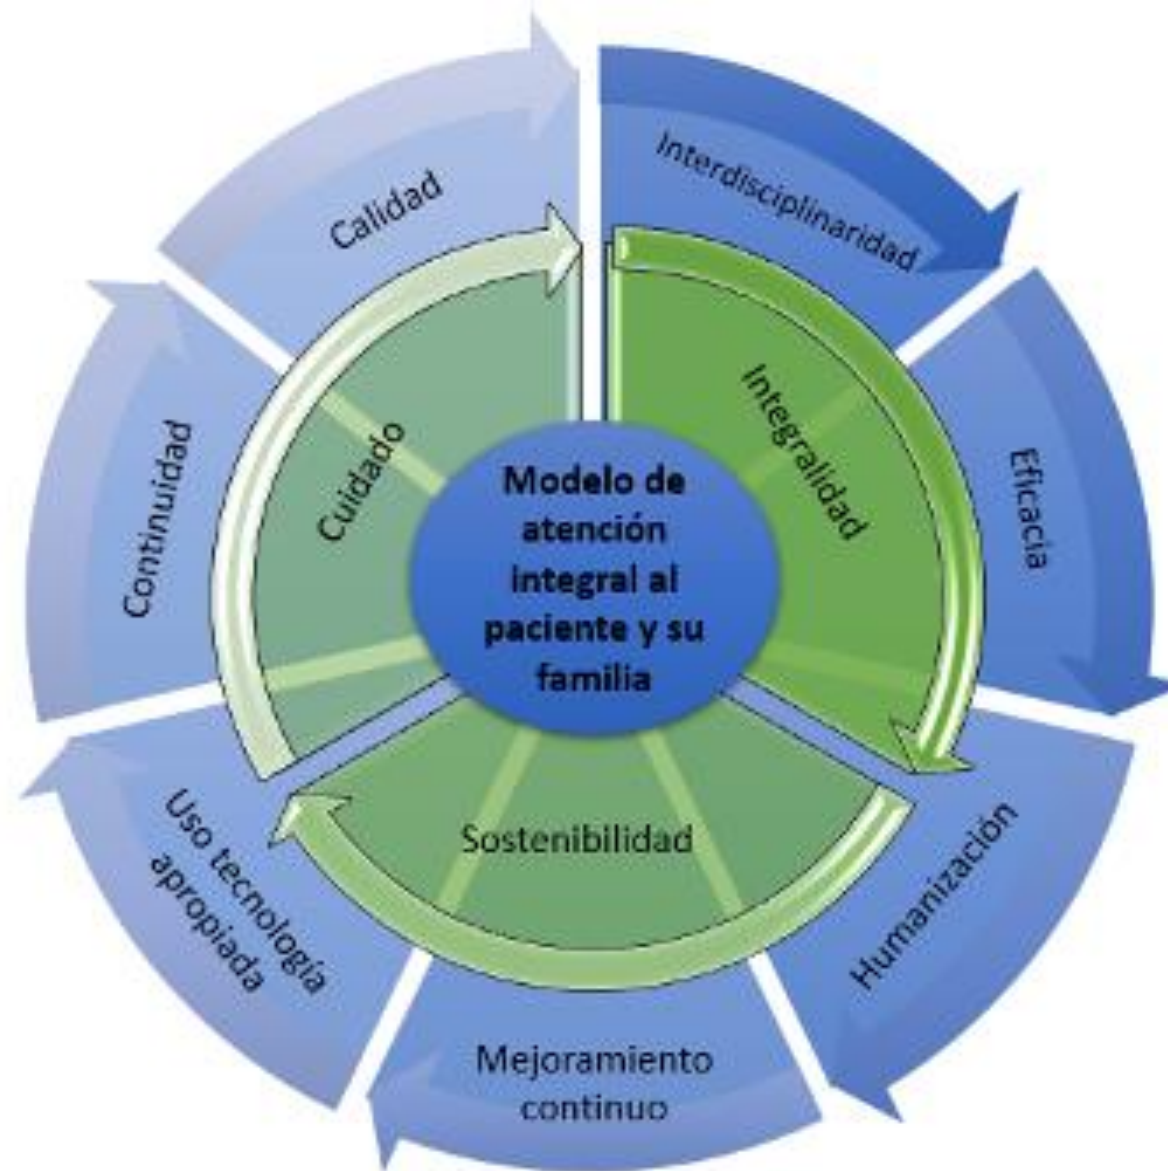 Calidad
Interdisciplinaridad
Eficacia
Humanización
Mejoramiento
continuo
Uso tecnología
apropiada
Continuidad
Integralidad
Sostenibilidad
Cuidado
Modelo de
atención
integral al
paciente y su
familia